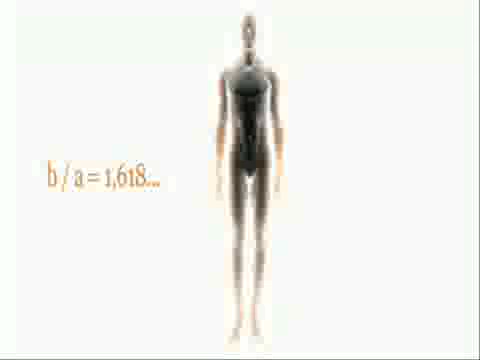 b / a = 1,618...